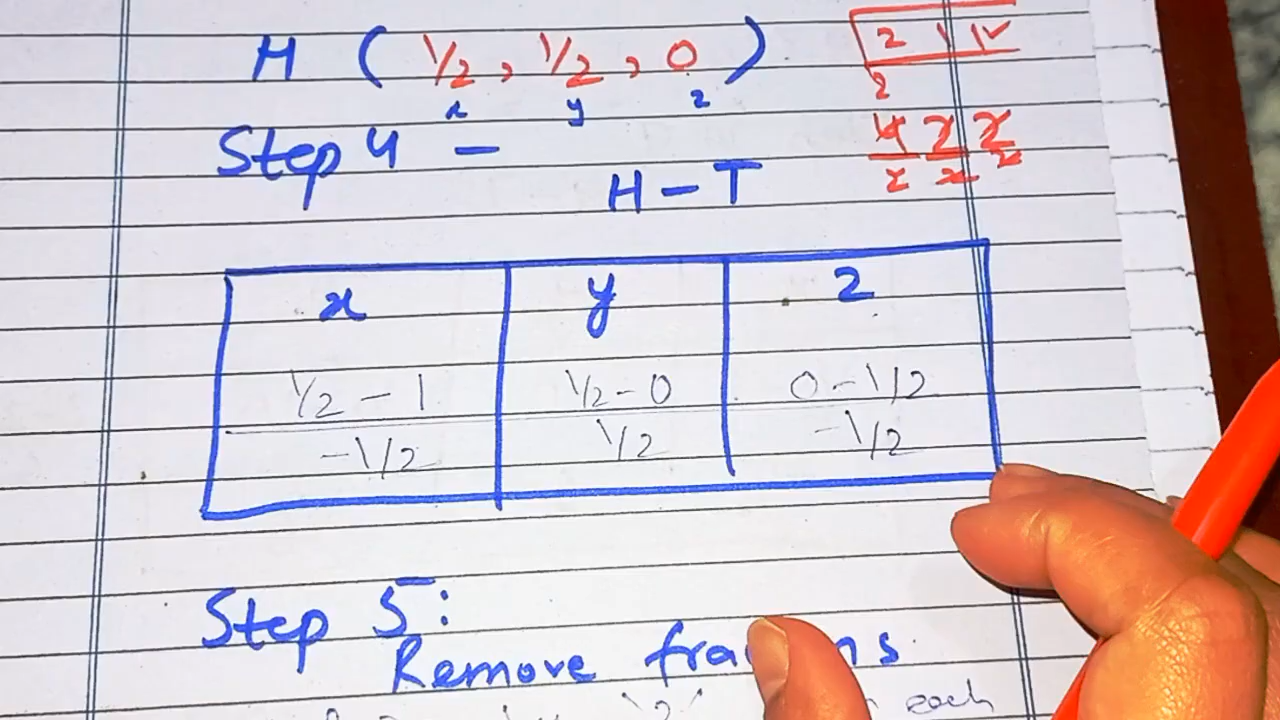 H ( 1/2 , 1/2 , 0 )
x y z
Step 4 -
H - T
x y z
1/2 - 1 1/2 - 0 0 - 1/2
-1/2 1/2 -1/2
Step 5:
Remove
each